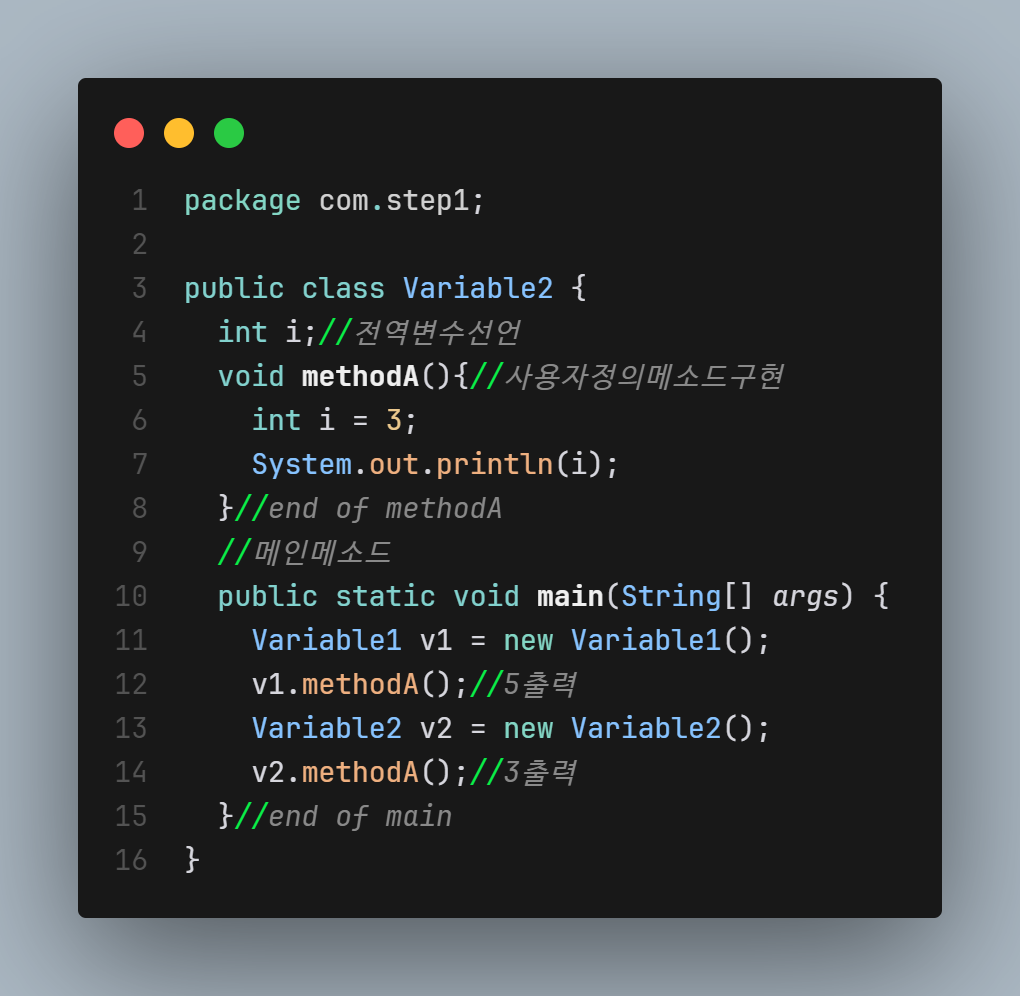 1 package com.step1;
2
3 public class Variable2 {
4   int i;//전역변수선언
5   void methodA(){//사용자정의메소드구현
6     int i = 3;
7     System.out.println(i);
8   }//end of methodA
9   //메인메소드
10   public static void main(String[] args) {
11     Variable1 v1 = new Variable1();
12     v1.methodA();//5출력
13     Variable2 v2 = new Variable2();
14     v2.methodA();//3출력
15   }//end of main
16 }